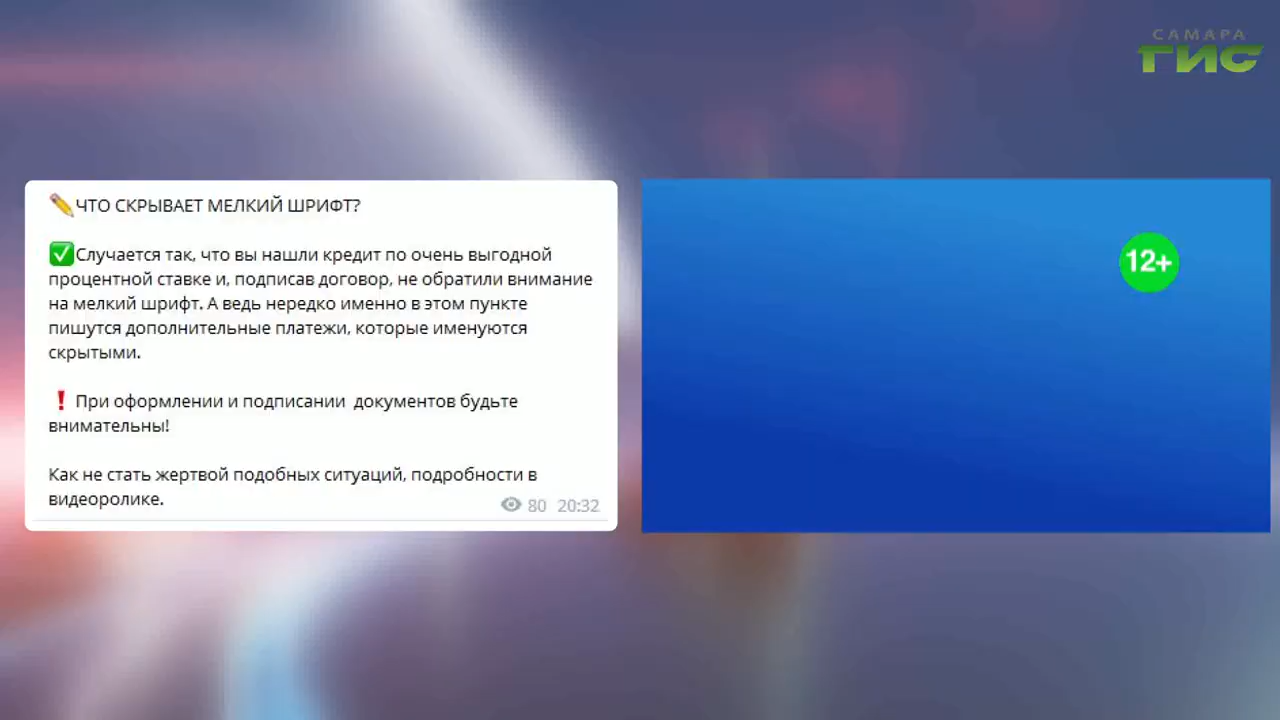 САМАРА
ГИС
✏️ЧТО СКРЫВАЕТ МЕЛКИЙ ШРИФТ?
✅Случается так, что вы нашли кредит по очень выгодной
процентной ставке и, подписав договор, не обратили внимание
на мелкий шрифт. А ведь нередко именно в этом пункте
пишутся дополнительные платежи, которые именуются
скрытыми.
❗ При оформлении и подписании  документов будьте
внимательны!
Как не стать жертвой подобных ситуаций, подробности в
видеоролике.
80 20:32
12+